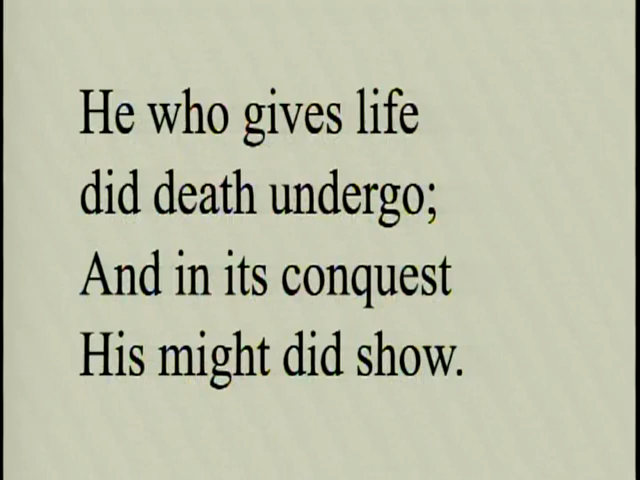 He who gives life
did death undergo;
And in its conquest
His might did show.